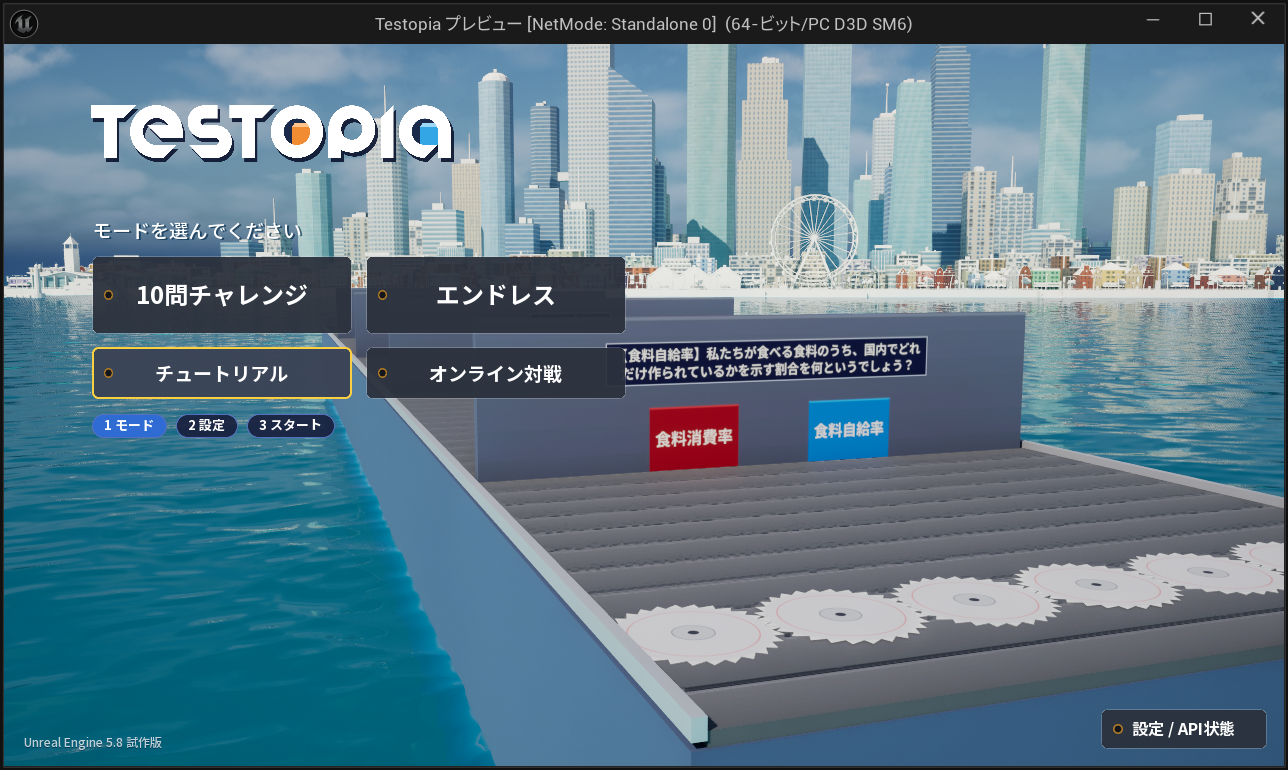 Testopia プレビュー [NetMode: Standalone 0] (64-ビット/PC D3D SM6)
TESTOPIA
モードを選んでください
10問チャレンジ
エンドレス
チュートリアル
オンライン対戦
1 モード
2 設定
3 スタート
【食料自給率】私たちが食べる食料のうち、国内でどれ
だけ作られているかを示す割合を何というでしょう？
食料消費率
食料自給率
Unreal Engine 5.8 試作版
設定 / API状態